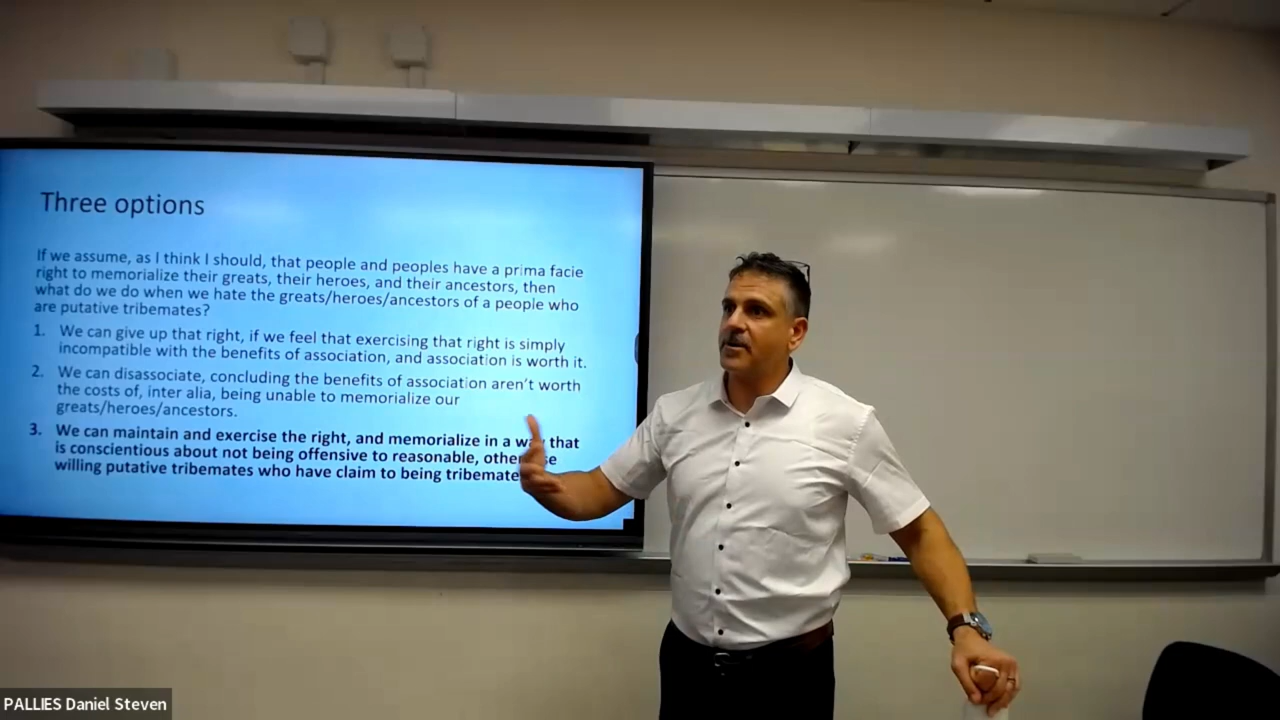 Three options
If we assume, as I think I should, that people and peoples have a prima facie
right to memorialize their greats, their heroes, and their ancestors, then
what do we do when we hate the greats/heroes/ancestors of a people who
are putative tribemates?
1. We can give up that right, if we feel that exercising that right is simply
incompatible with the benefits of association, and association is worth it.
2. We can disassociate, concluding the benefits of association aren't worth
the costs of, inter alia, being unable to memorialize our
greats/heroes/ancestors.
3. We can maintain and exercise the right, and memorialize in a way that
is conscientious about not being offensive to reasonable,
willing putative tribemates who have claim to being
PALLIES Daniel Steven